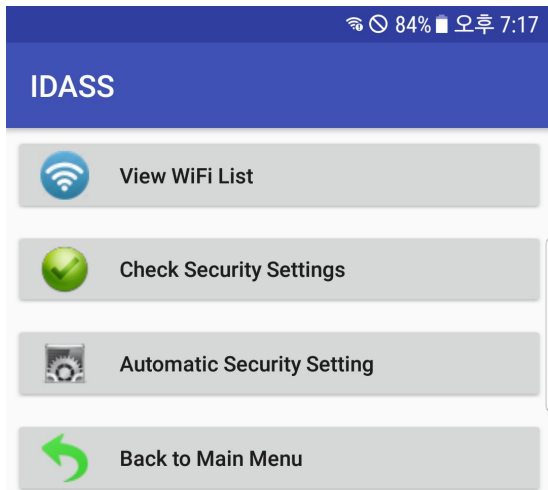 84% 오후 7:17
IDASS
View WiFi List
Check Security Settings
Automatic Security Setting
Back to Main Menu